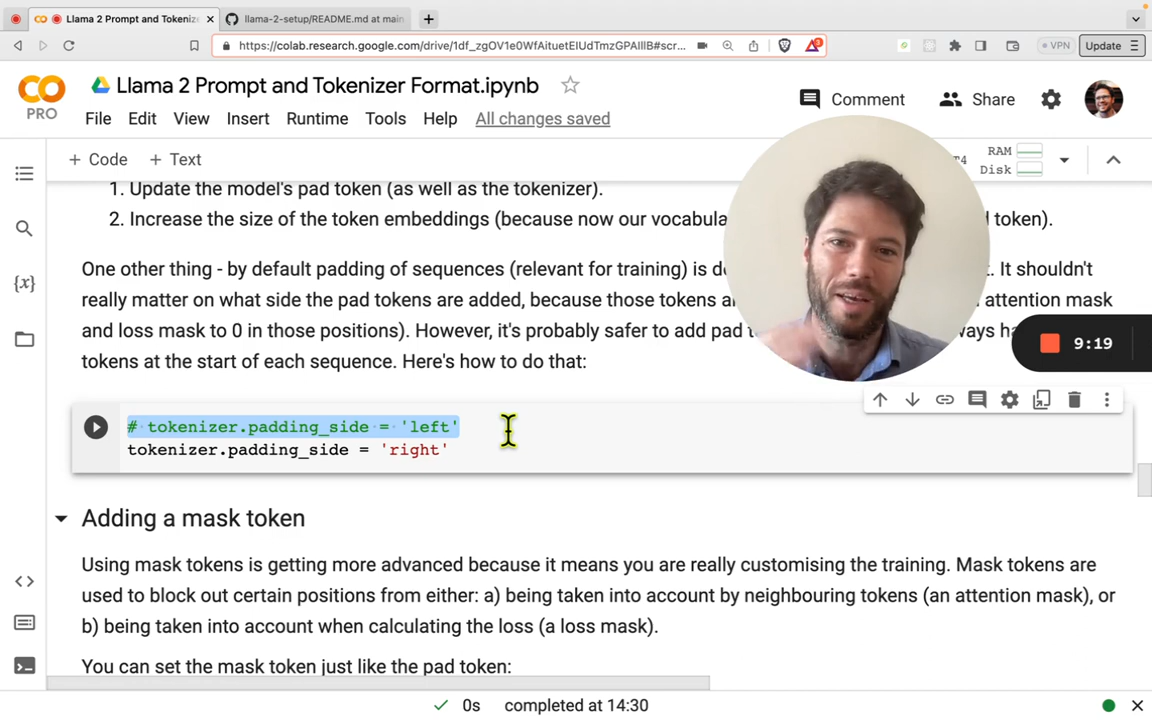 Llama 2 Prompt and Tokenize
llama-2-setup/README.md at main
https://colab.research.google.com/drive/1df_zgOV1e0WfAituetEIUdTmzGPAIllB#scr...
VPN
Update
PRO
Llama 2 Prompt and Tokenizer Format.ipynb
File Edit View Insert Runtime Tools Help All changes saved
Comment
Share
+ Code + Text
T4
RAM
Disk
1. Update the model's pad token (as well as the tokenizer).
2. Increase the size of the token embeddings (because now our vocabula token).
One other thing - by default padding of sequences (relevant for training) is d t. It shouldn't
really matter on what side the pad tokens are added, because those tokens a attention mask
and loss mask to 0 in those positions). However, it's probably safer to add pad t ways ha
tokens at the start of each sequence. Here's how to do that:
9:19
# tokenizer.padding_side = 'left'
tokenizer.padding_side = 'right'
Adding a mask token
Using mask tokens is getting more advanced because it means you are really customising the training. Mask tokens are
used to block out certain positions from either: a) being taken into account by neighbouring tokens (an attention mask), or
b) being taken into account when calculating the loss (a loss mask).
You can set the mask token just like the pad token:
0s completed at 14:30